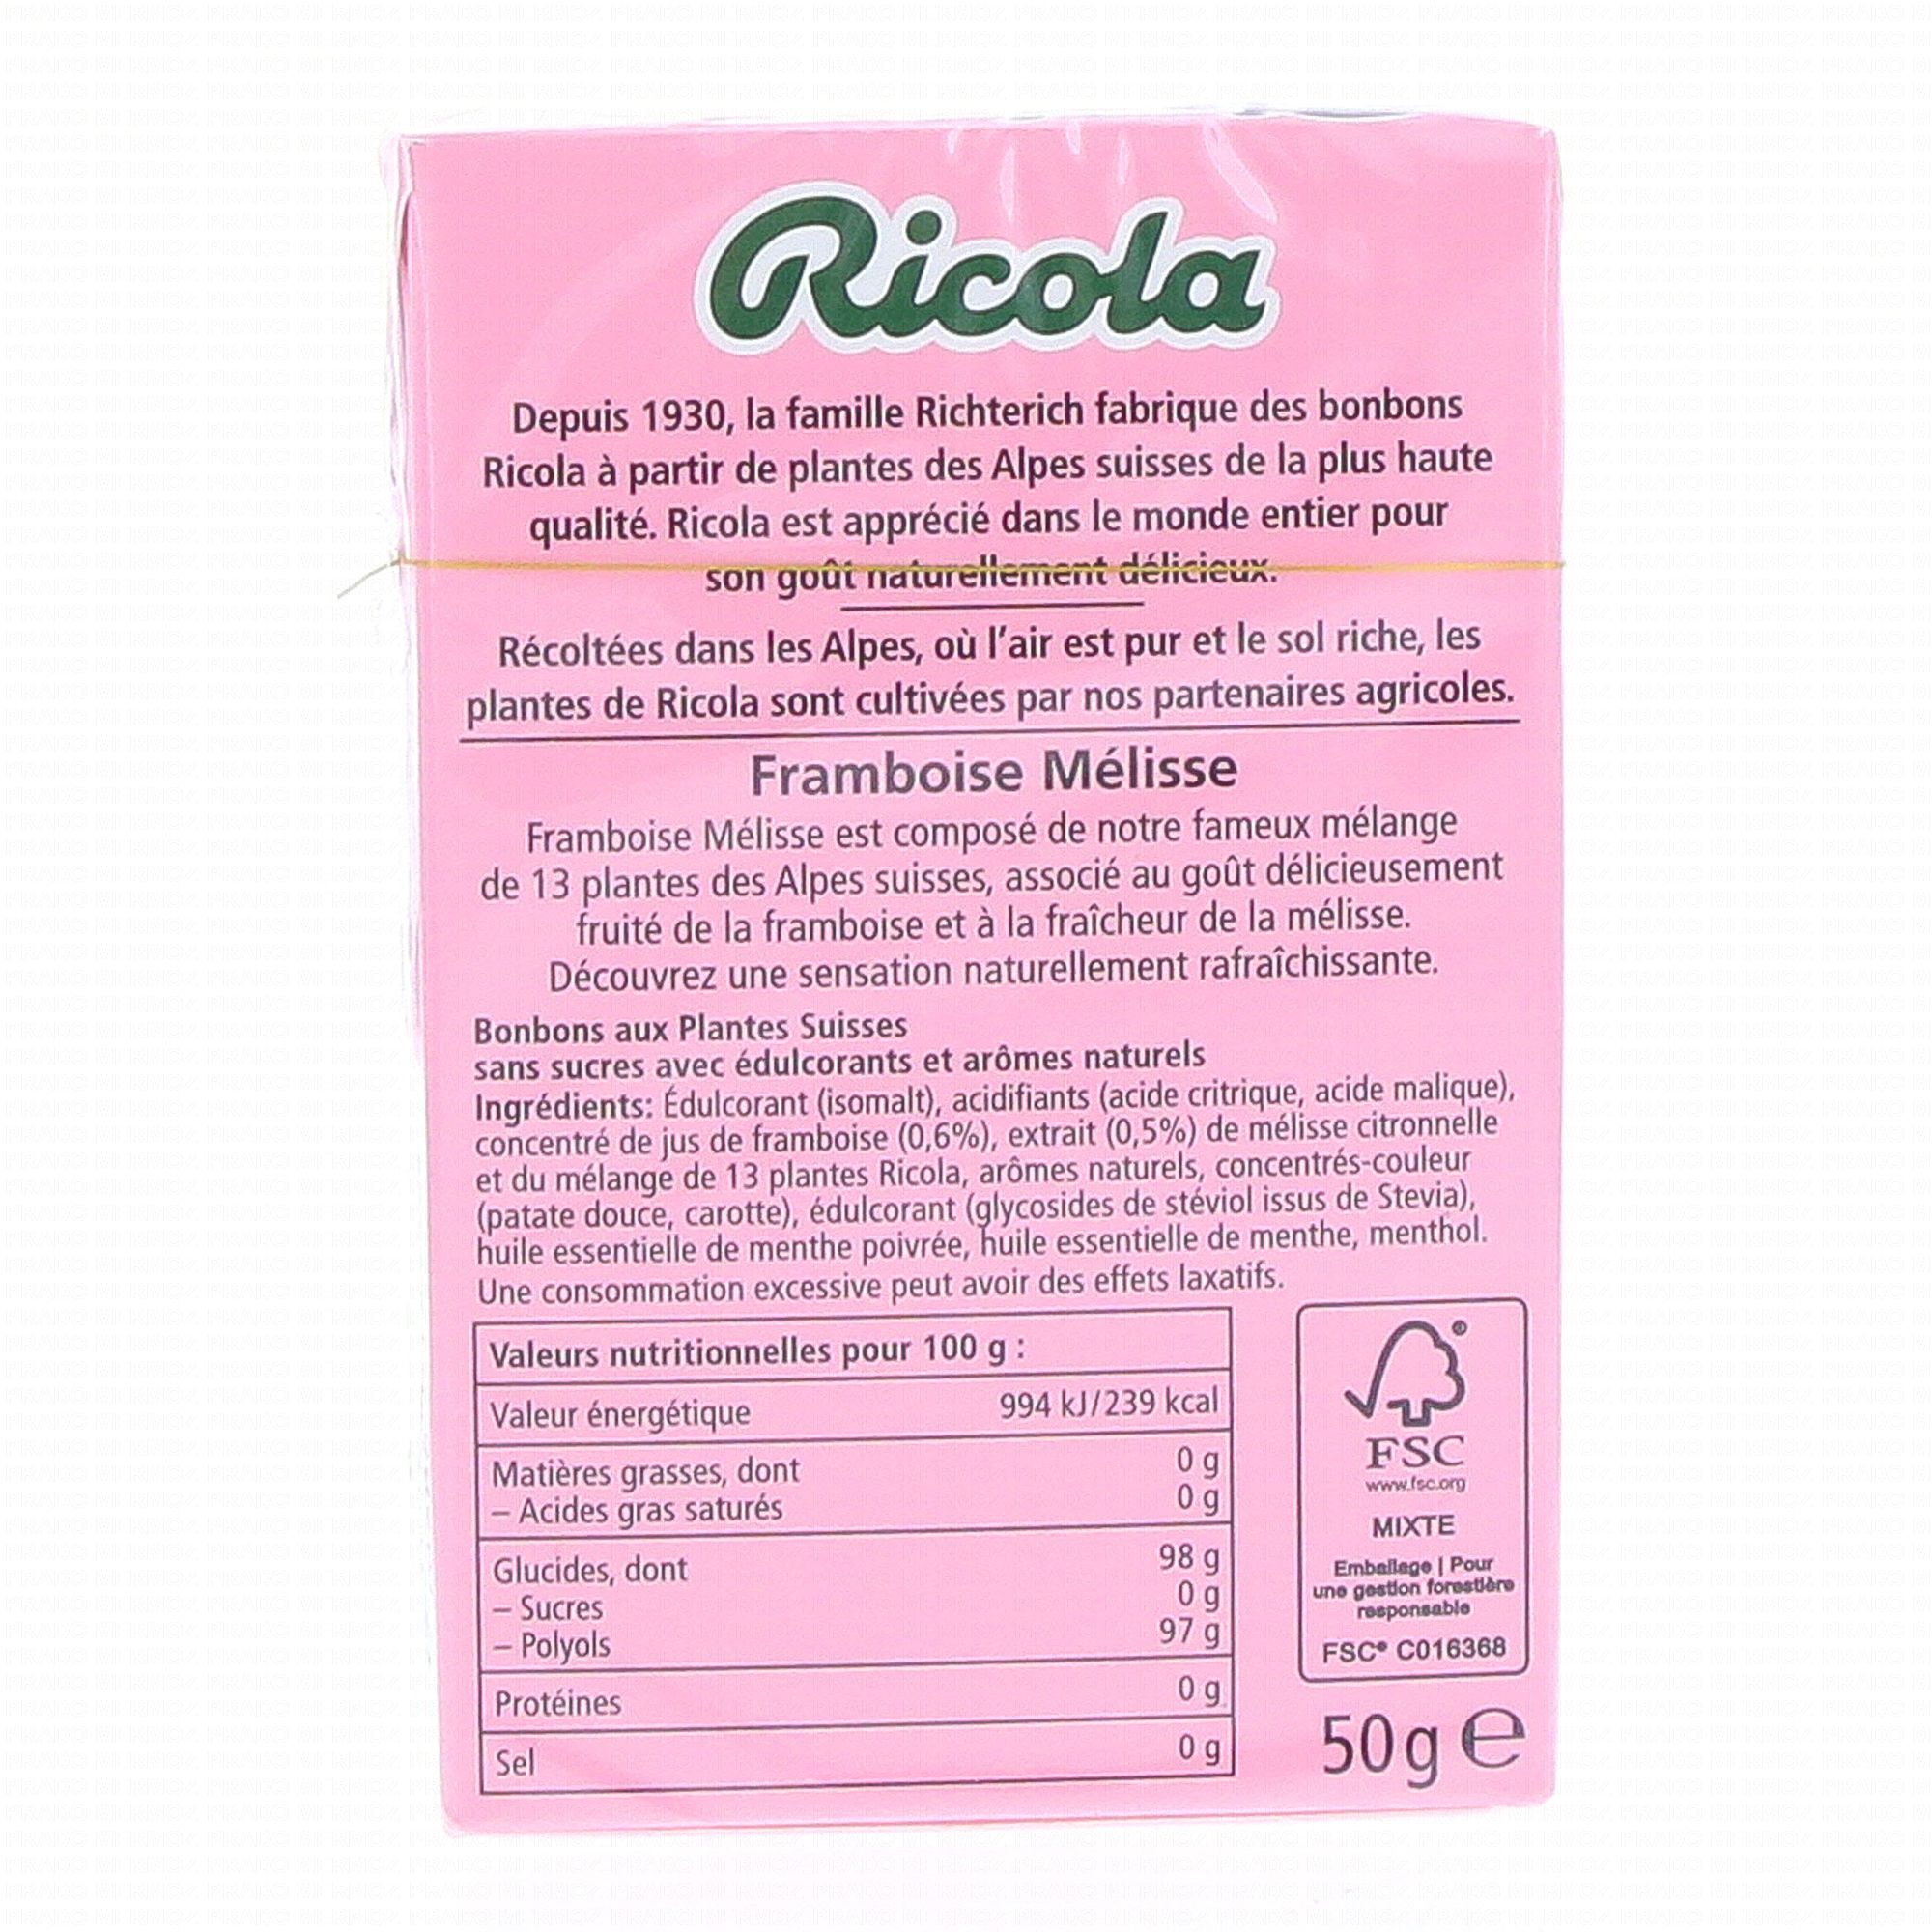 Ricola
Depuis 1930, la famille Richterich fabrique des bonbons
Ricola à partir de plantes des Alpes suisses de la plus haute
qualité. Ricola est apprécié dans le monde entier pour
son goût naturellement délicieux.
Récoltées dans les Alpes, où l'air est pur et le sol riche, les
plantes de Ricola sont cultivées par nos partenaires agricoles.
Framboise Mélisse
Framboise Mélisse est composé de notre fameux mélange
de 13 plantes des Alpes suisses, associé au goût délicieusement
fruité de la framboise et à la fraîcheur de la mélisse.
Découvrez une sensation naturellement rafraîchissante.
Bonbons aux Plantes Suisses
sans sucres avec édulcorants et arômes naturels
Ingrédients: Édulcorant (isomalt), acidifiants (acide critrique, acide malique),
concentré de jus de framboise (0,6%), extrait (0,5%) de mélisse citronnelle
et du mélange de 13 plantes Ricola, arômes naturels, concentrés-couleur
(patate douce, carotte), édulcorant (glycosides de stéviol issus de Stevia),
huile essentielle de menthe poivrée, huile essentielle de menthe, menthol.
Une consommation excessive peut avoir des effets laxatifs.
Valeurs nutritionnelles pour 100 g :
Valeur énergétique 994 kJ/239 kcal
Matières grasses, dont 0 g
– Acides gras saturés 0 g
Glucides, dont 98 g
– Sucres 0 g
– Polyols 97 g
Protéines 0 g
Sel 0 g
®
FSC
www.fsc.org
MIXTE
Emballage | Pour
une gestion forestière
responsable
FSC® C016368
50 g e